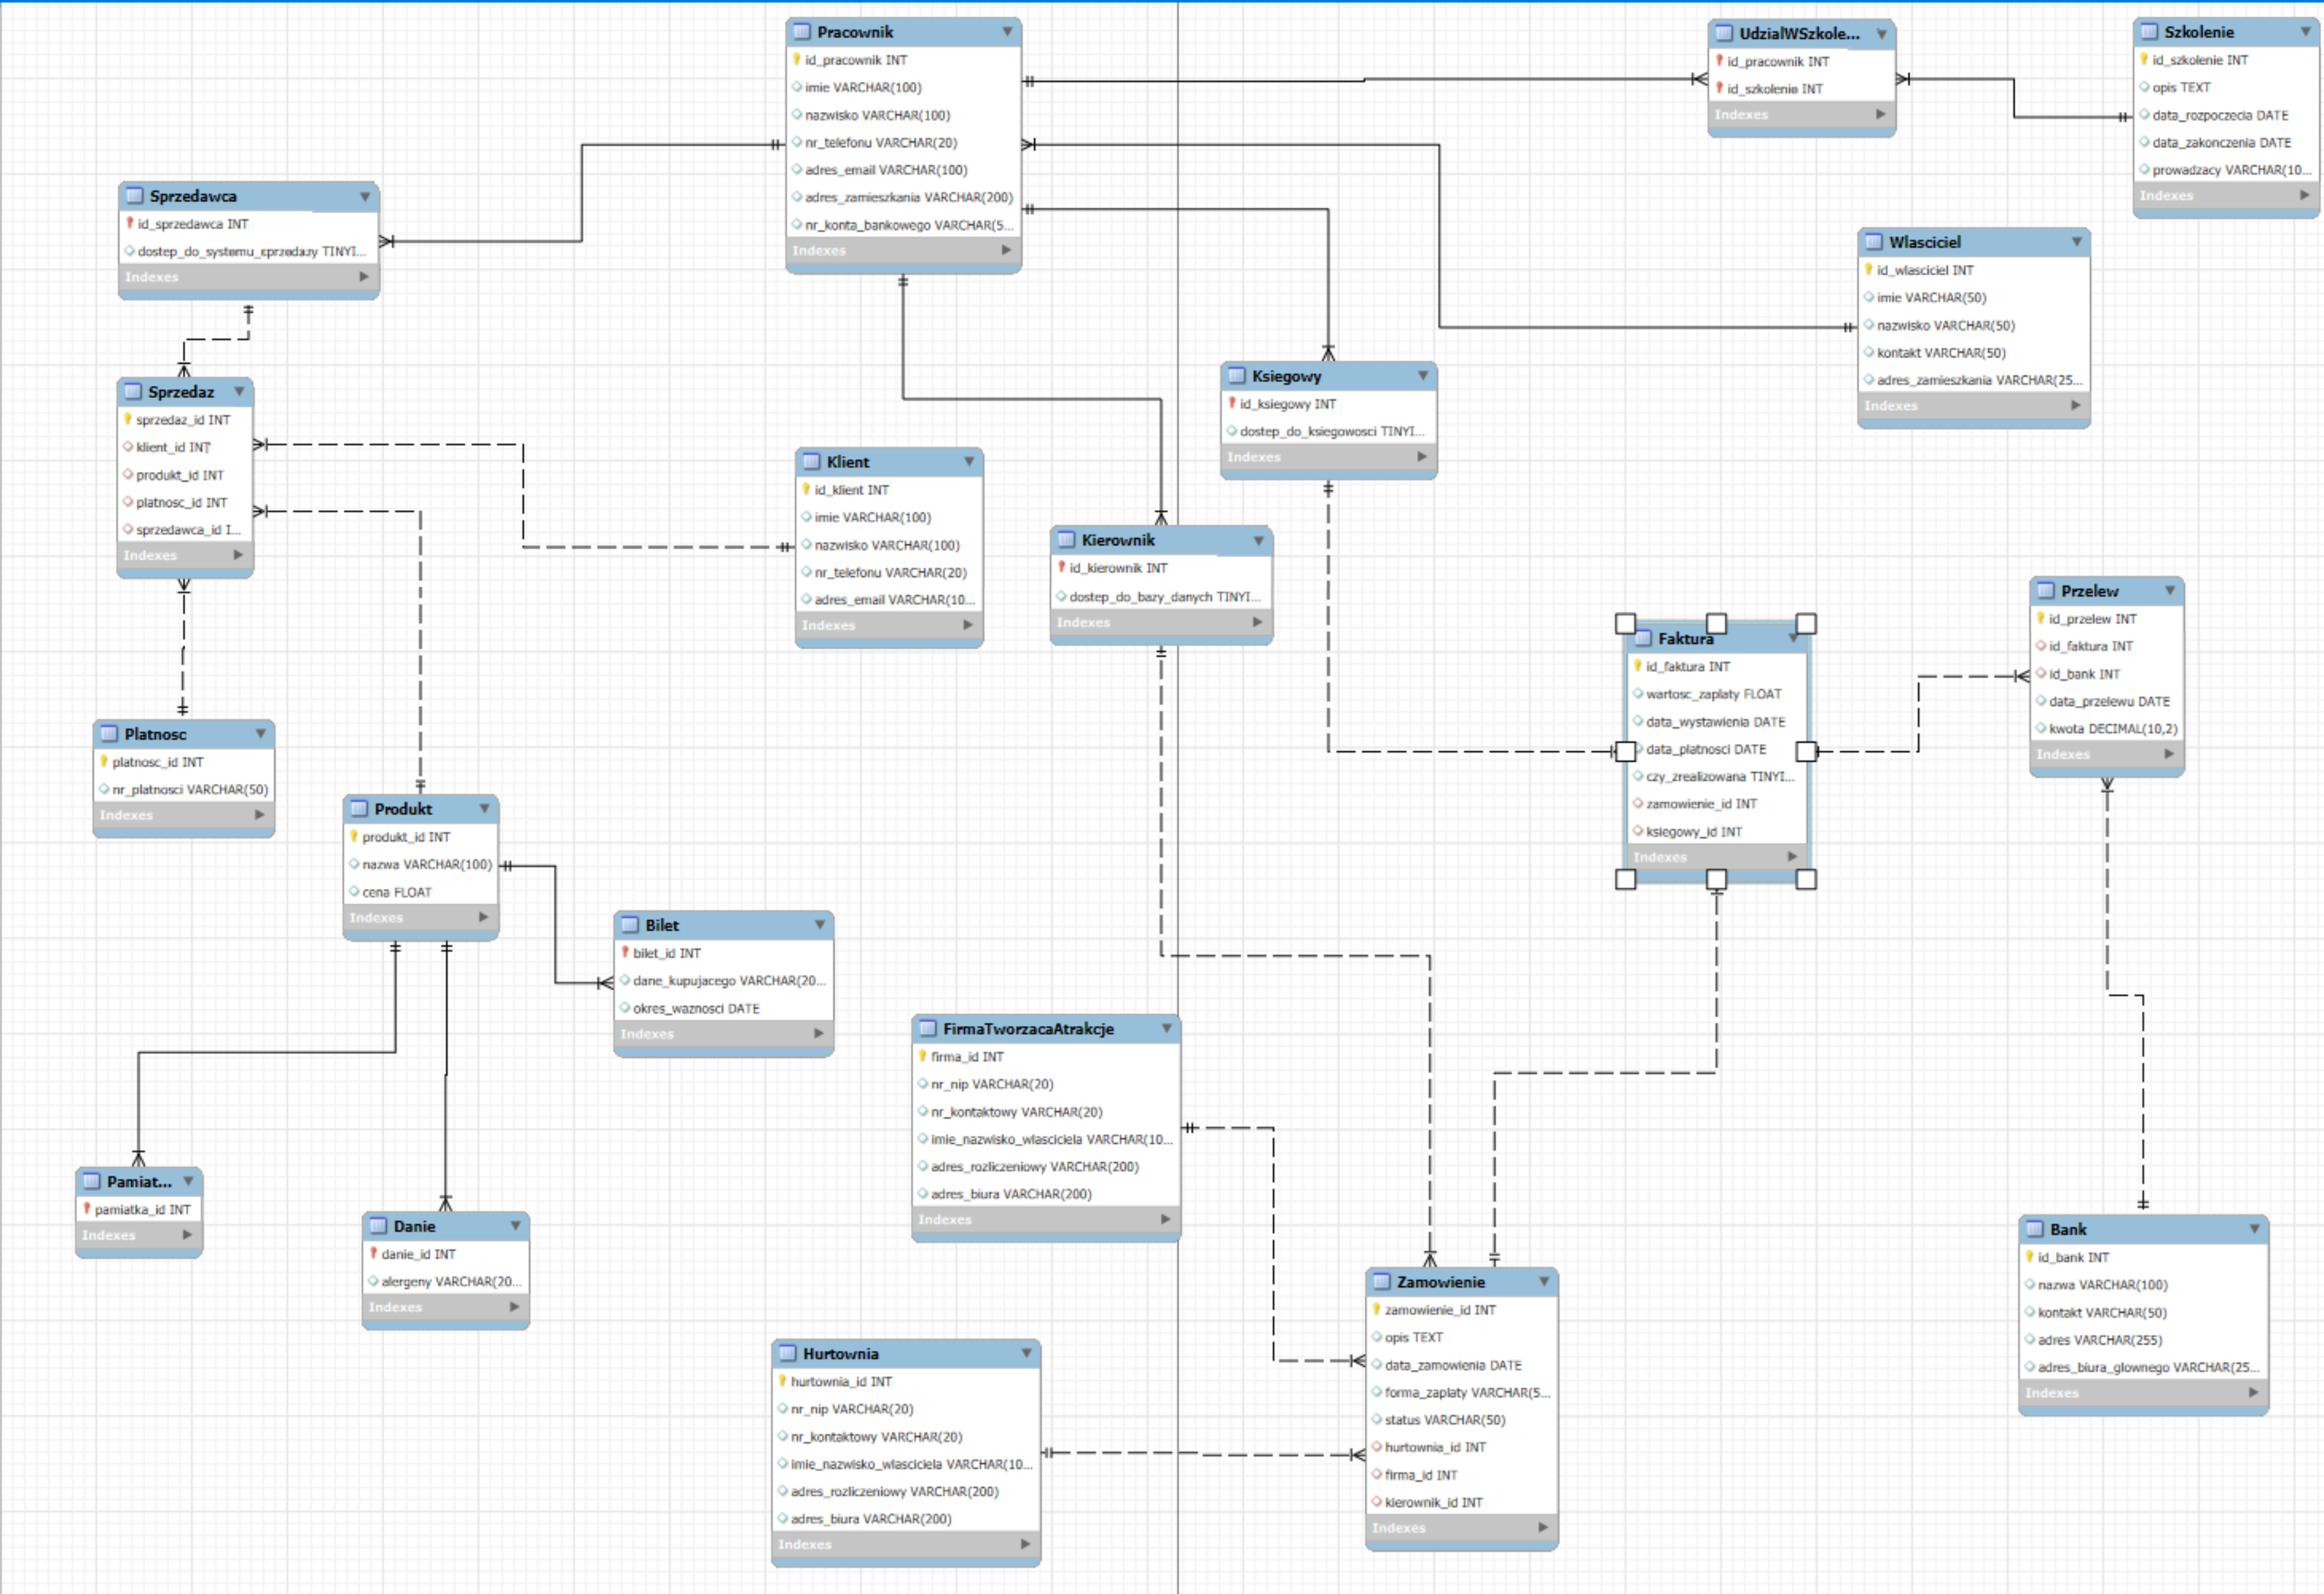 Pracownik
id_pracownik INT
imie VARCHAR(100)
nazwisko VARCHAR(100)
nr_telefonu VARCHAR(20)
adres_email VARCHAR(100)
adres_zamieszkania VARCHAR(200)
nr_konta_bankowego VARCHAR(5...
Indexes
UdzialWSzkole...
id_pracownik INT
id_szkolenie INT
Indexes
Szkolenie
id_szkolenie INT
opis TEXT
data_rozpoczecia DATE
data_zakonczenia DATE
prowadzacy VARCHAR(10...
Indexes
Sprzedawca
id_sprzedawca INT
dostep_do_systemu_sprzedazy TINYI...
Indexes
Wlasciciel
id_wlasciciel INT
imie VARCHAR(50)
nazwisko VARCHAR(50)
kontakt VARCHAR(50)
adres_zamieszkania VARCHAR(25...
Indexes
Sprzedaz
sprzedaz_id INT
klient_id INT
produkt_id INT
platnosc_id INT
sprzedawca_id I...
Indexes
Ksiegowy
id_ksiegowy INT
dostep_do_ksiegowosci TINYI...
Indexes
Klient
id_klient INT
imie VARCHAR(100)
nazwisko VARCHAR(100)
nr_telefonu VARCHAR(20)
adres_email VARCHAR(10...
Indexes
Kierownik
id_kierownik INT
dostep_do_bazy_danych TINYI...
Indexes
Faktura
id_faktura INT
wartosc_zaplaty FLOAT
data_wystawienia DATE
data_platnosci DATE
czy_zrealizowana TINYI...
zamowienie_id INT
ksiegowy_id INT
Indexes
Przelew
id_przelew INT
id_faktura INT
id_bank INT
data_przelewu DATE
kwota DECIMAL(10,2)
Indexes
Platnosc
platnosc_id INT
nr_platnosci VARCHAR(50)
Indexes
Produkt
produkt_id INT
nazwa VARCHAR(100)
cena FLOAT
Indexes
Bilet
bilet_id INT
dane_kupujacego VARCHAR(20...
okres_waznosci DATE
Indexes
FirmaTworzacaAtrakcje
firma_id INT
nr_nip VARCHAR(20)
nr_kontaktowy VARCHAR(20)
imie_nazwisko_wlasciciela VARCHAR(10...
adres_rozliczeniowy VARCHAR(200)
adres_biura VARCHAR(200)
Indexes
Pamiat...
pamiatka_id INT
Indexes
Danie
danie_id INT
alergeny VARCHAR(20...
Indexes
Zamowienie
zamowienie_id INT
opis TEXT
data_zamowienia DATE
forma_zaplaty VARCHAR(5...
status VARCHAR(50)
hurtownia_id INT
firma_id INT
kierownik_id INT
Indexes
Bank
id_bank INT
nazwa VARCHAR(100)
kontakt VARCHAR(50)
adres VARCHAR(255)
adres_biura_glownego VARCHAR(25...
Indexes
Hurtownia
hurtownia_id INT
nr_nip VARCHAR(20)
nr_kontaktowy VARCHAR(20)
imie_nazwisko_wlasciciela VARCHAR(10...
adres_rozliczeniowy VARCHAR(200)
adres_biura VARCHAR(200)
Indexes